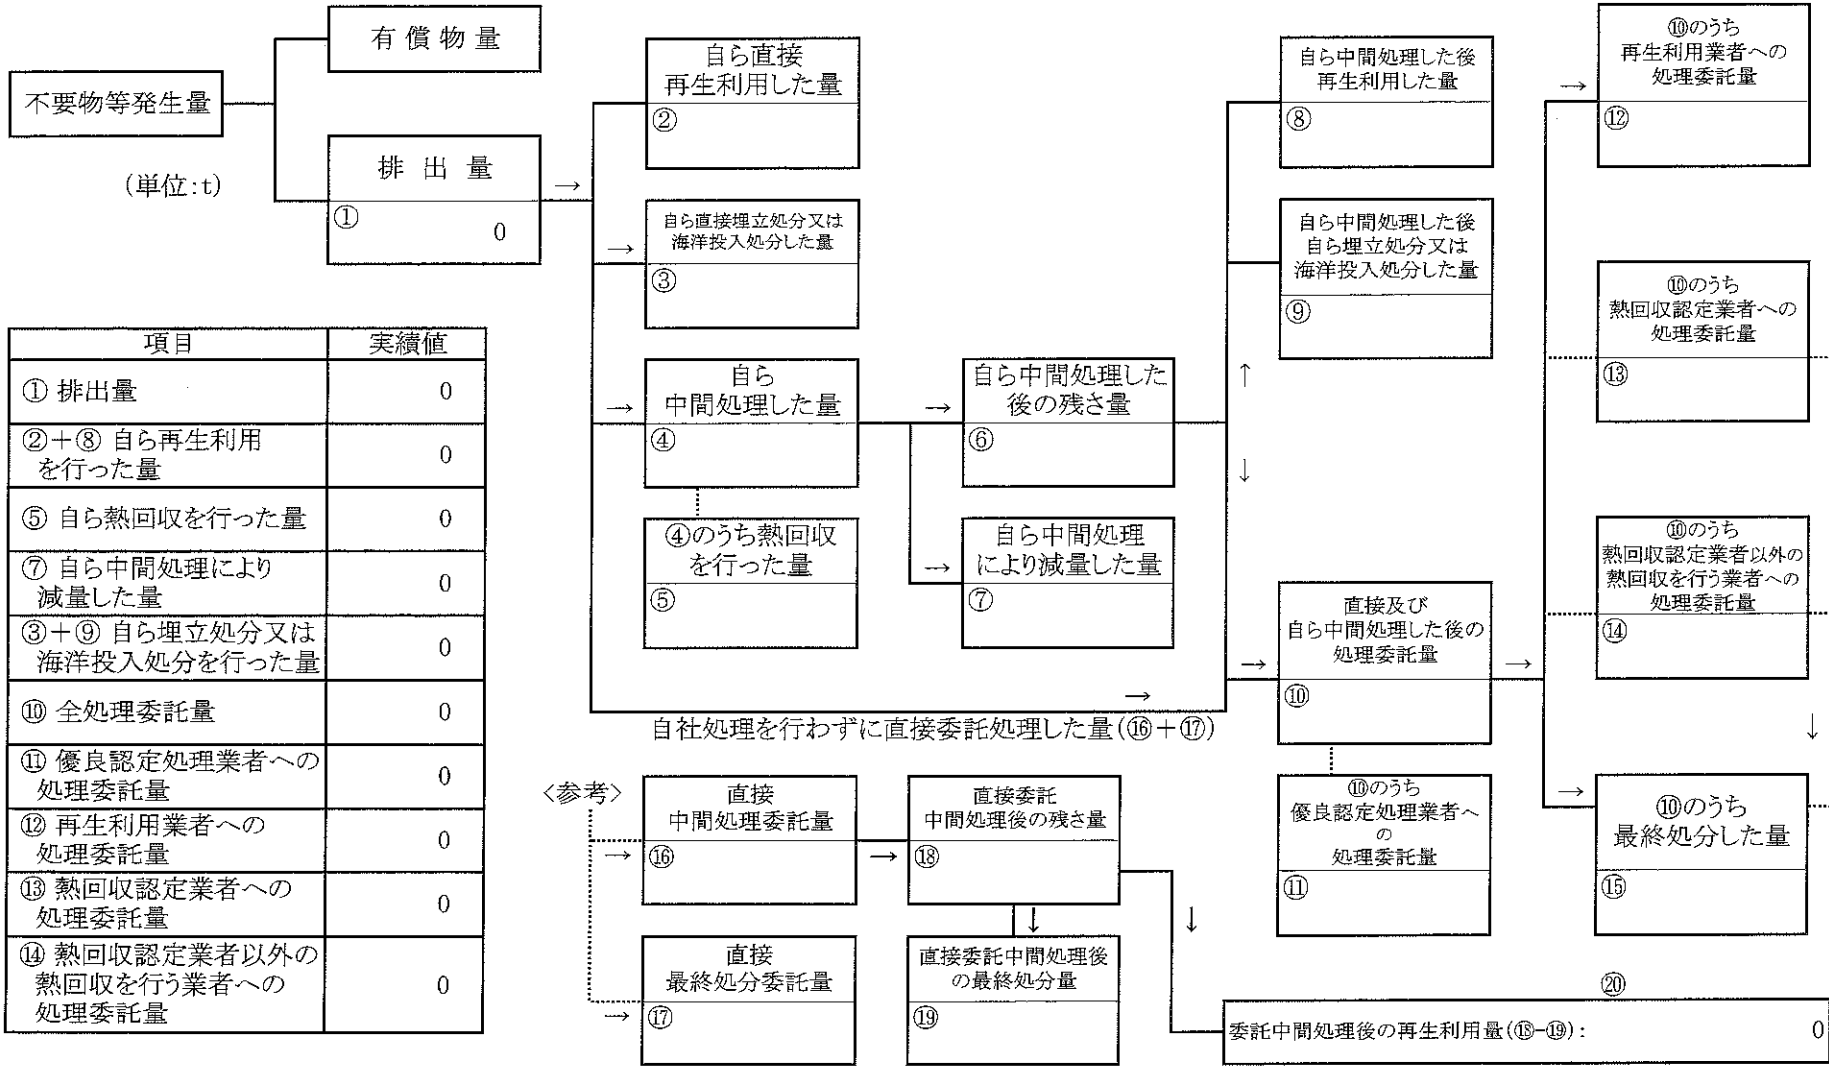 不要物等発生量
(単位:t)
有償物量
排出量
①
0
自ら直接
再生利用した量
②
自ら直接埋立処分又は
海洋投入処分した量
③
自ら
中間処理した量
④
④のうち熱回収
を行った量
⑤
自ら中間処理した
後の残さ量
⑥
自ら中間処理
により減量した量
⑦
自ら中間処理した後
再生利用した量
⑧
自ら中間処理した後
自ら埋立処分又は
海洋投入処分した量
⑨
直接及び
自ら中間処理した後の
処理委託量
⑩
⑩のうち
優良認定処理業者へ
の
処理委託量
⑪
⑩のうち
再生利用業者への
処理委託量
⑫
⑩のうち
熱回収認定業者への
処理委託量
⑬
⑩のうち
熱回収認定業者以外の
熱回収を行う業者への
処理委託量
⑭
⑩のうち
最終処分した量
⑮
自社処理を行わずに直接委託処理した量(⑯+⑰)
<参考>
直接
中間処理委託量
⑯
直接
最終処分委託量
⑰
直接委託
中間処理後の残さ量
⑱
直接委託中間処理後
の最終処分量
⑲
⑳
委託中間処理後の再生利用量(⑱-⑲): 0
項目 実績値
① 排出量 0
②+⑧ 自ら再生利用
を行った量 0
⑤ 自ら熱回収を行った量 0
⑦ 自ら中間処理により
減量した量 0
③+⑨ 自ら埋立処分又は
海洋投入処分を行った量 0
⑩ 全処理委託量 0
⑪ 優良認定処理業者への
処理委託量 0
⑫ 再生利用業者への
処理委託量 0
⑬ 熱回収認定業者への
処理委託量 0
⑭ 熱回収認定業者以外の
熱回収を行う業者への
処理委託量 0